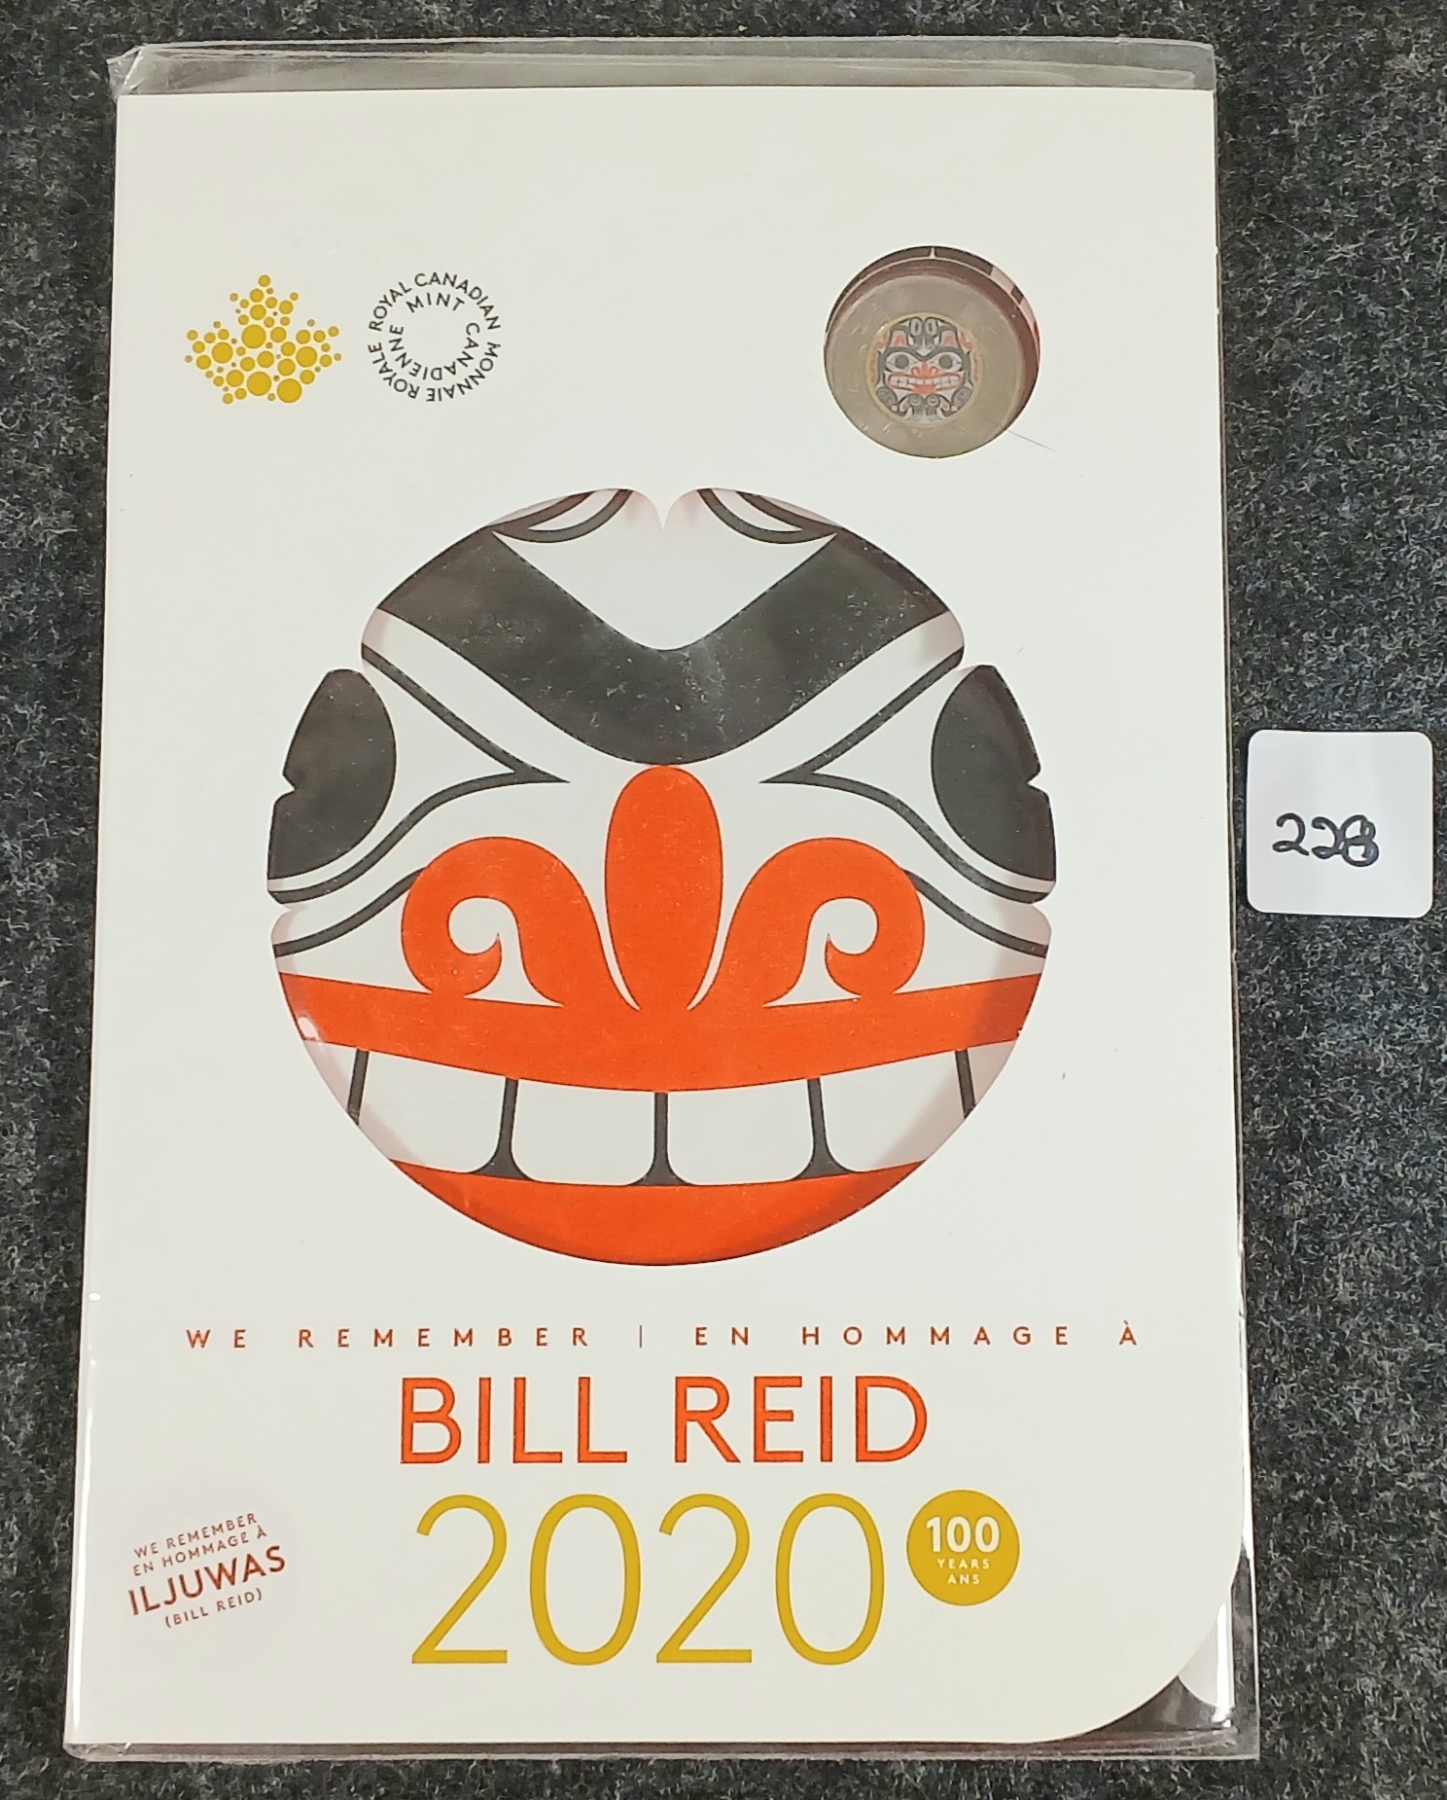 ROYAL CANADIAN MINT
MONNAIE ROYALE CANADIENNE
228
WE REMEMBER | EN HOMMAGE À
BILL REID
2020
100
YEARS
ANS
WE REMEMBER
EN HOMMAGE À
ILJUWAS
(BILL REID)